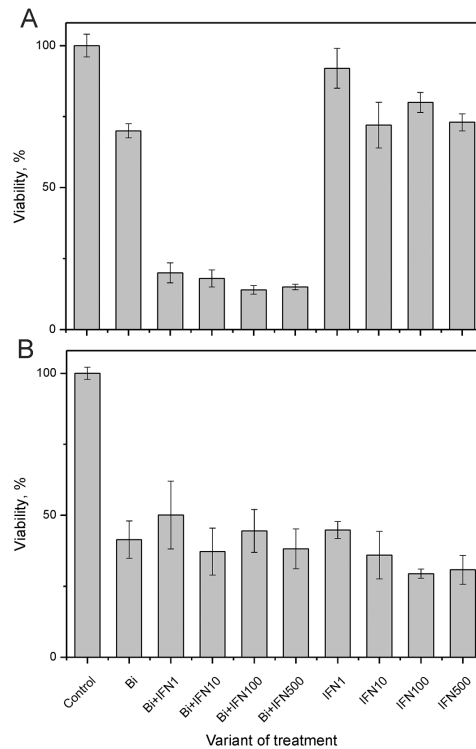 A
100
50
0
Viability, %
B
100
50
0
Viability, %
Control
Bi
Bi+IFN1
Bi+IFN10
Bi+IFN100
Bi+IFN500
IFN1
IFN10
IFN100
IFN500
Variant of treatment